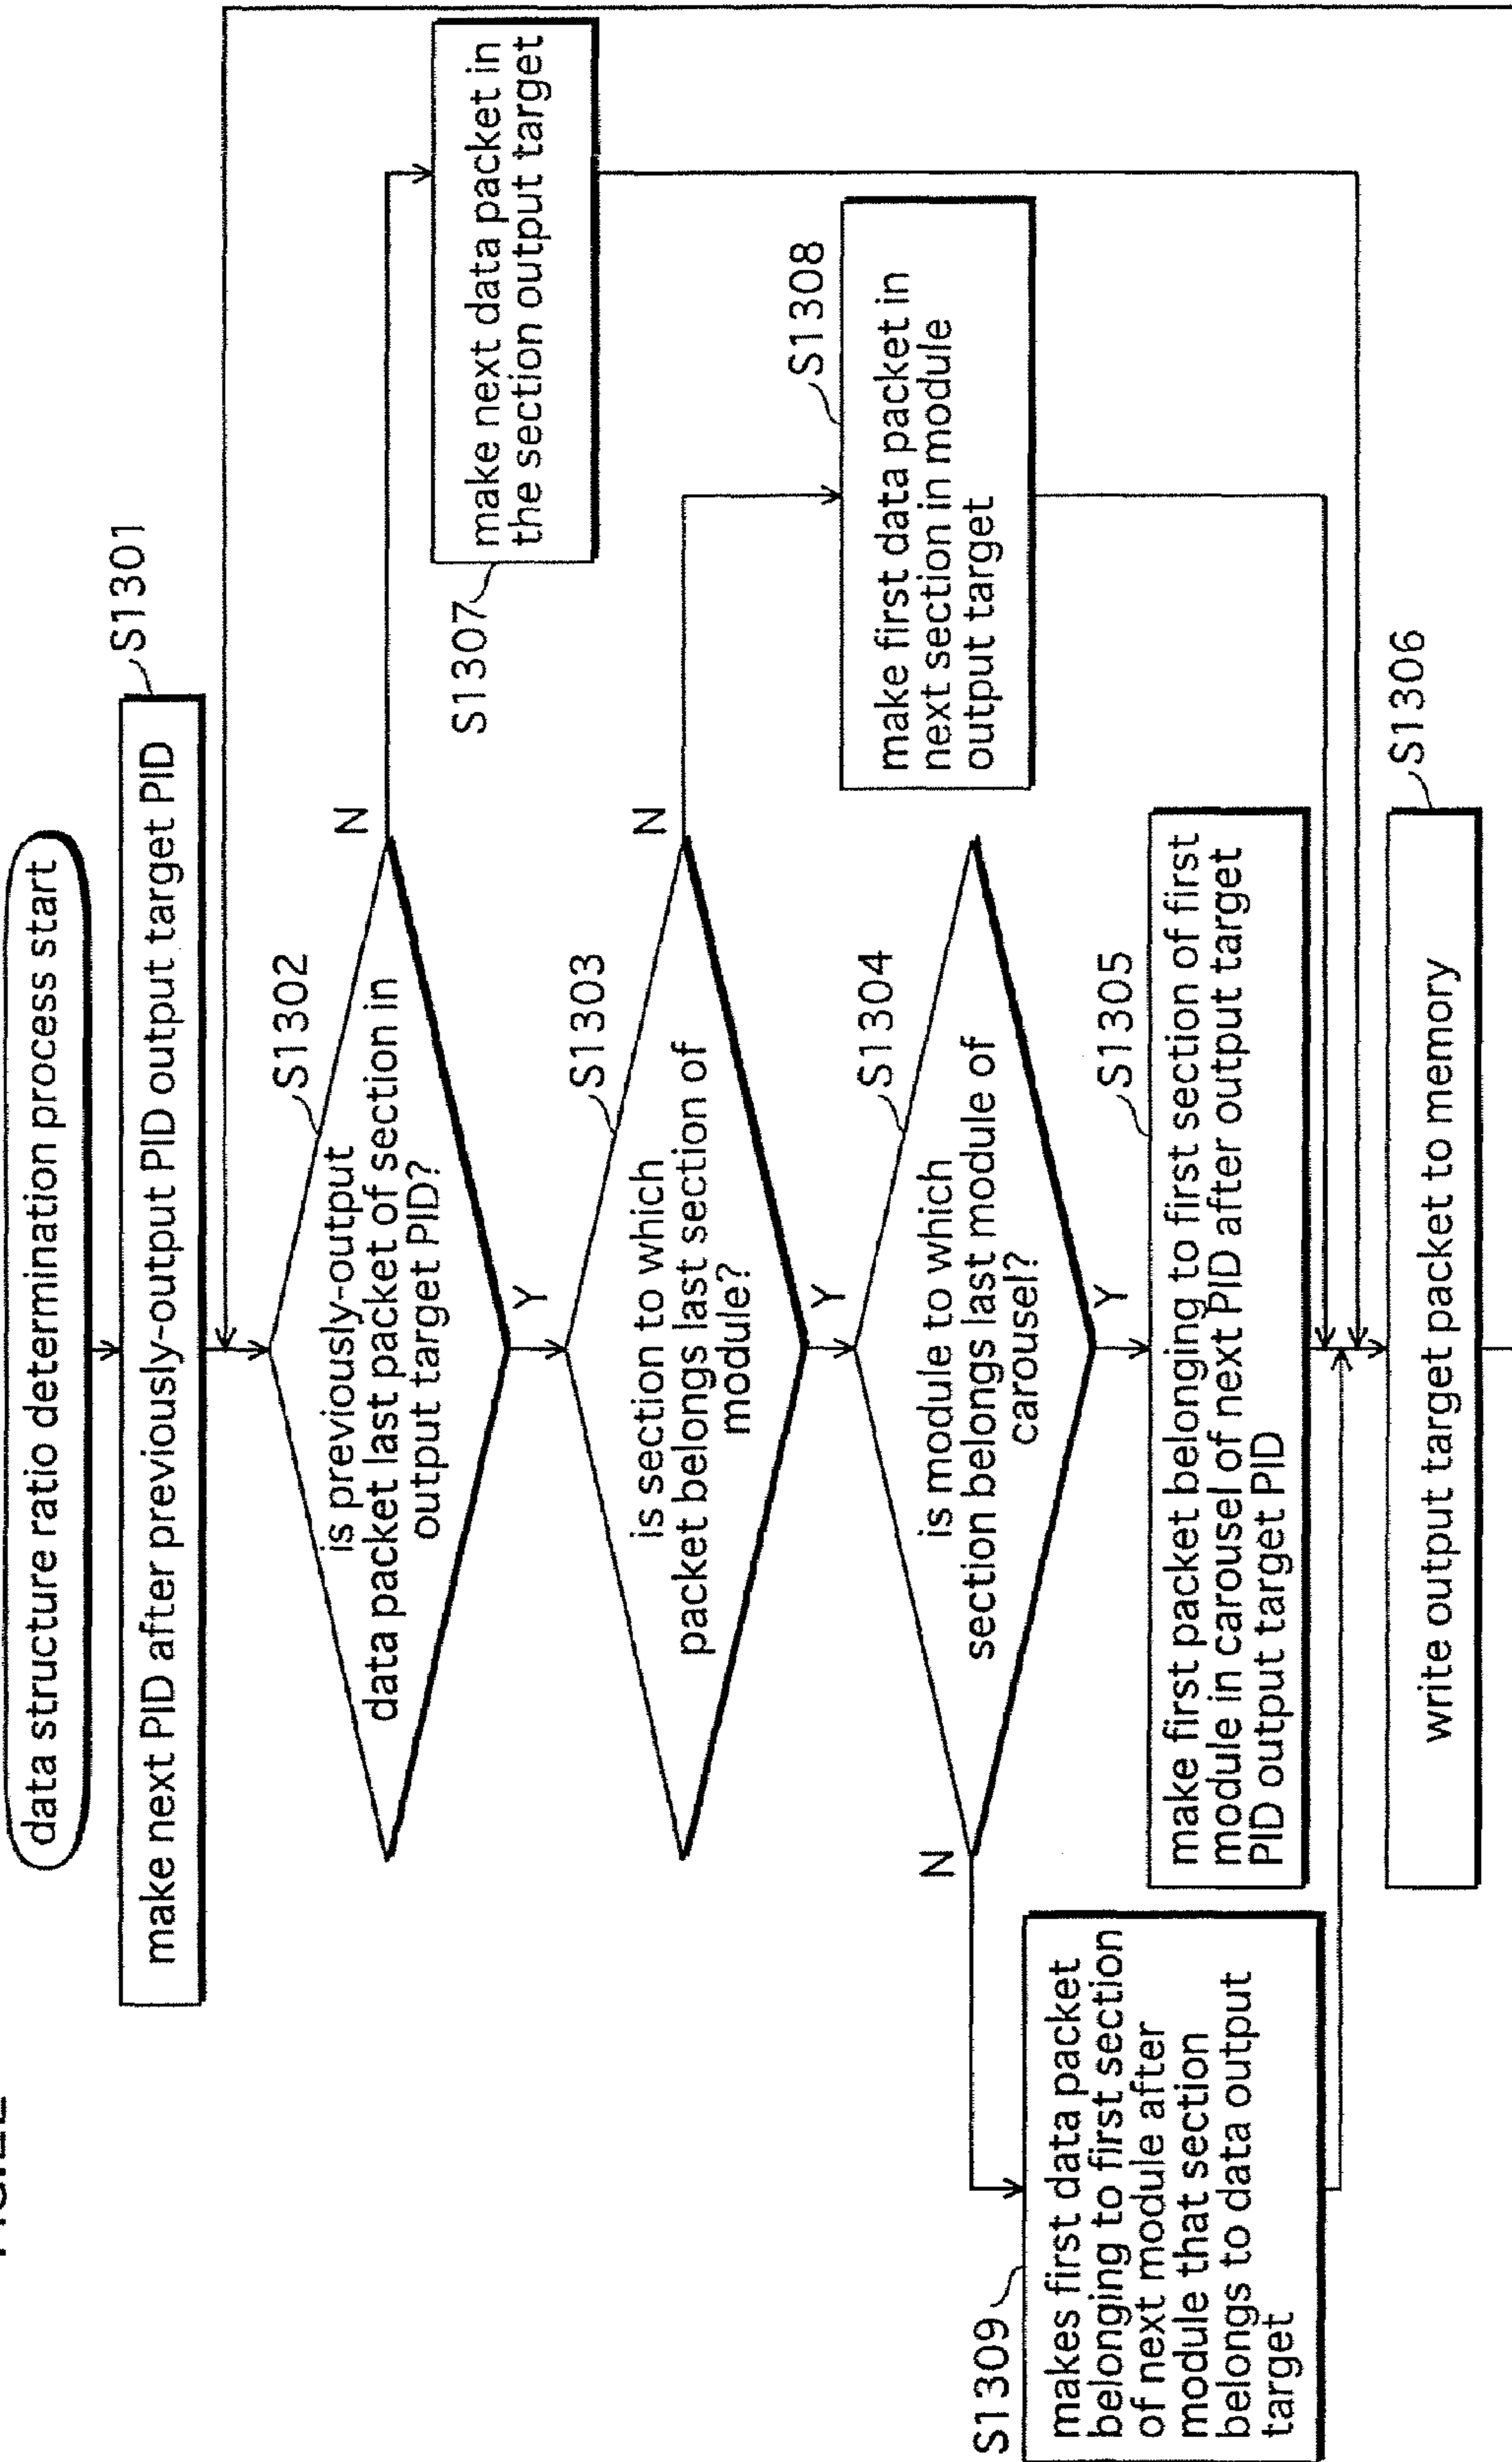 data structure ratio determination process start
S1301
make next PID after previously-output PID output target PID
S1302
is previously-output
data packet last packet of section in
output target PID?
N
Y
S1307
make next data packet in
the section output target
S1303
is section to which
packet belongs last section of
module?
N
Y
S1308
make first data packet in
next section in module
output target
S1304
is module to which
section belongs last module of
carousel?
N
Y
S1309
makes first data packet
belonging to first section
of next module after
module that section
belongs to data output
target
S1305
make first packet belonging to first section of first
module in carousel of next PID after output target
PID output target PID
S1306
write output target packet to memory